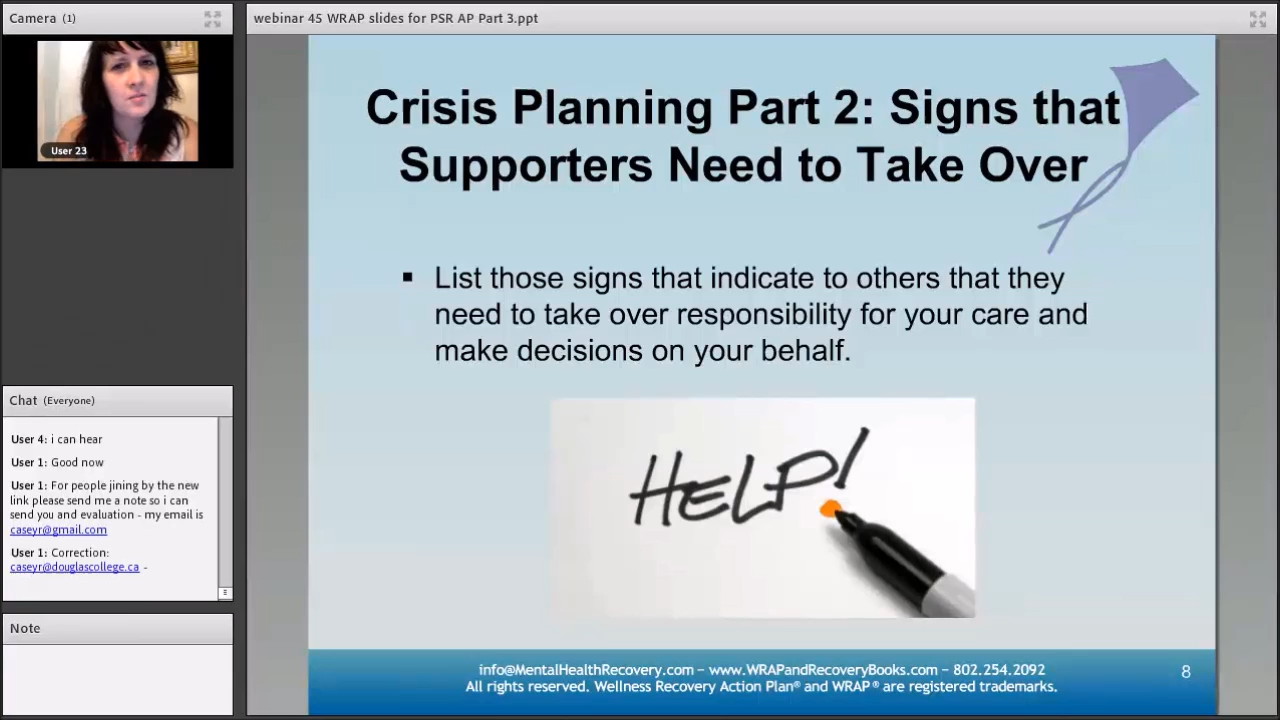 Camera (1)
User 23
Chat (Everyone)
User 4: i can hear
User 1: Good now
User 1: For people jining by the new
link please send me a note so i can
send you and evaluation - my email is
caseyr@gmail.com
User 1: Correction:
caseyr@douglascollege.ca -
Note
webinar 45 WRAP slides for PSR AP Part 3.ppt
Crisis Planning Part 2: Signs that
Supporters Need to Take Over
▪ List those signs that indicate to others that they
need to take over responsibility for your care and
make decisions on your behalf.
HELP!
info@MentalHealthRecovery.com – www.WRAPandRecoveryBooks.com – 802.254.2092
All rights reserved. Wellness Recovery Action Plan® and WRAP ® are registered trademarks.
8